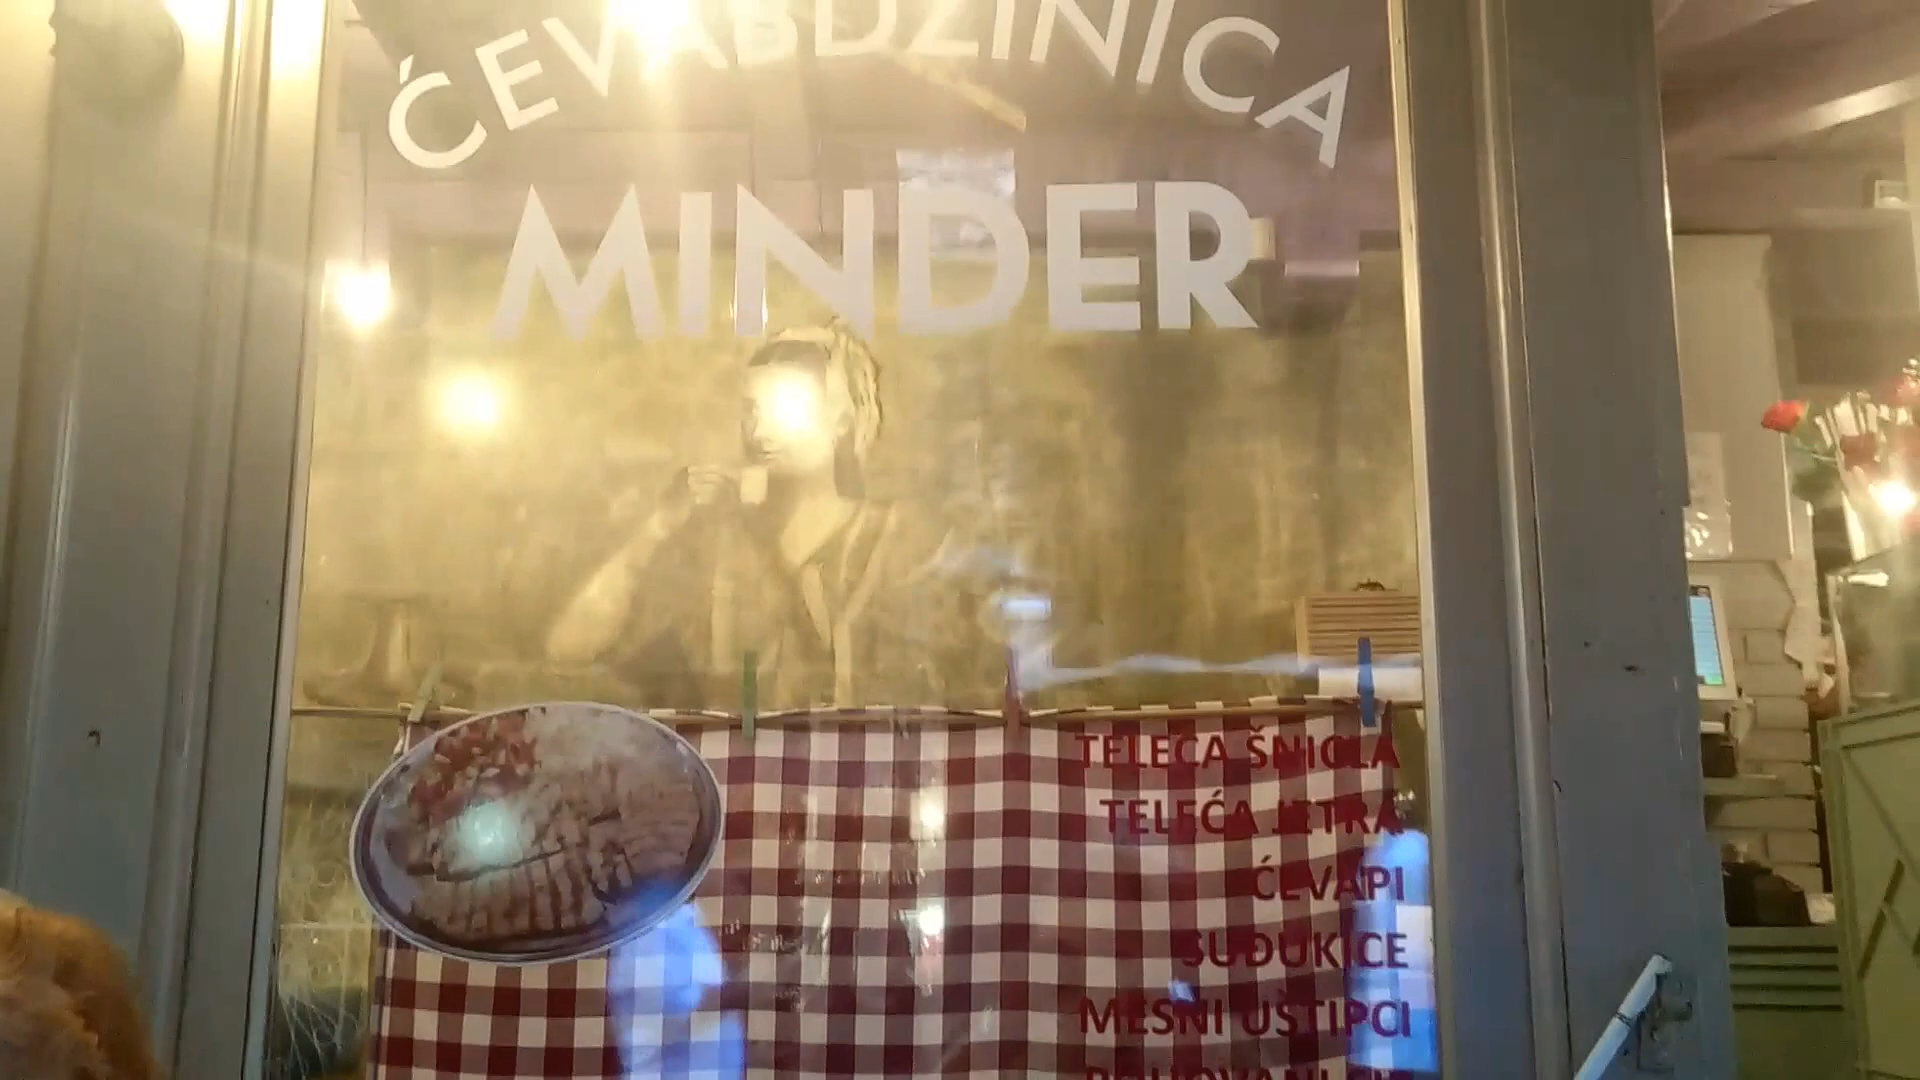 ĆEVABDŽINICA
MINDER
TELEĆA ŠNICLA
TELEĆA JETRA
ĆEVAPI
SUDUKICE
MESNI UŠTIPCI